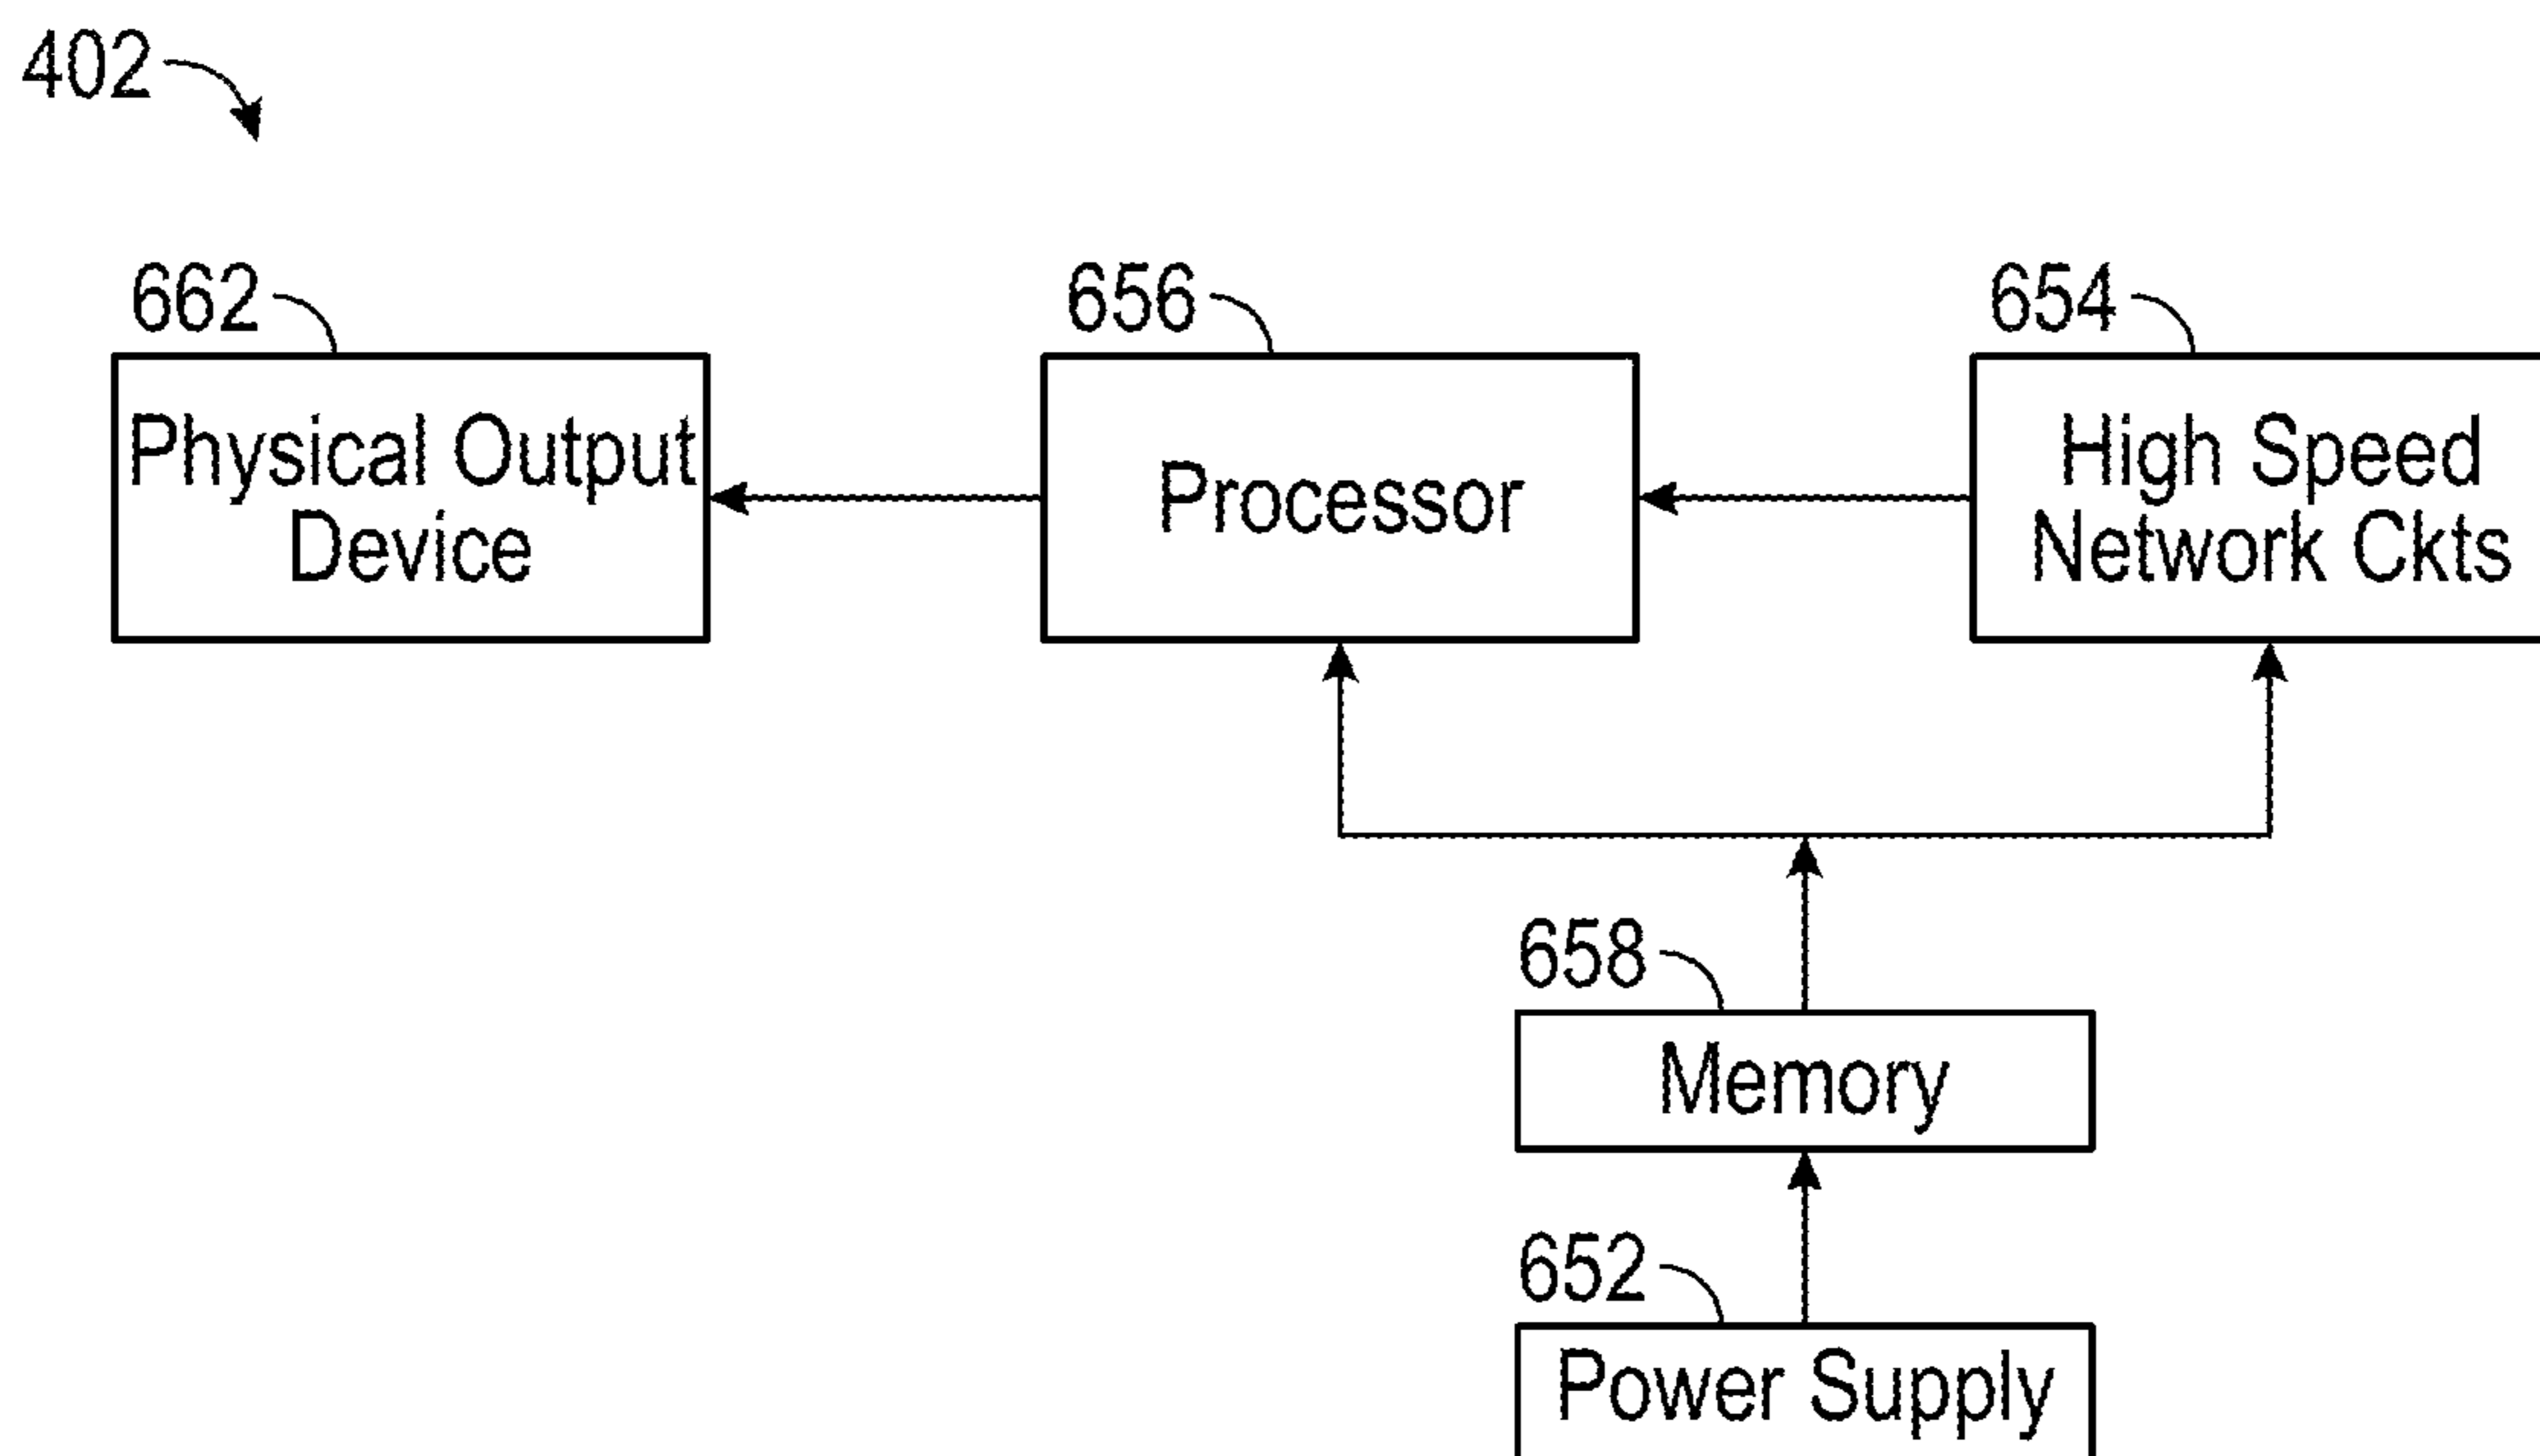 402
662
656
654
Physical Output
Device
Processor
High Speed
Network Ckts
658
Memory
652
Power Supply